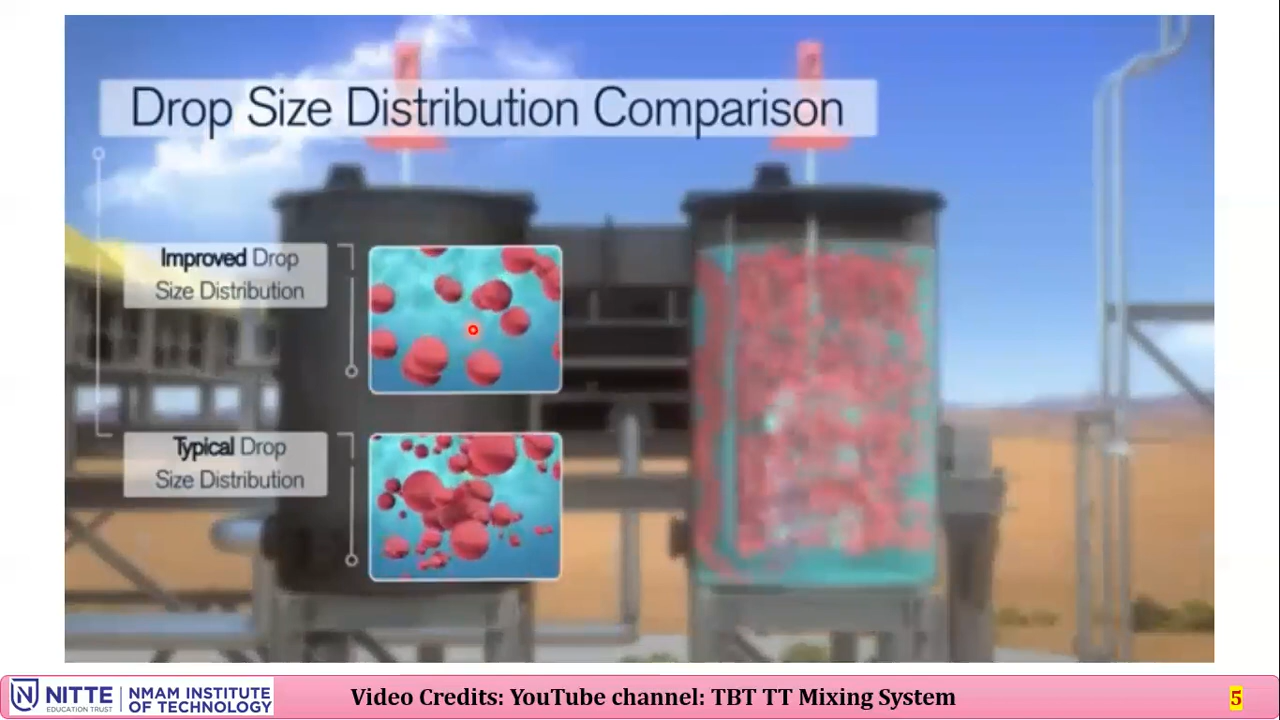 Drop Size Distribution Comparison
Improved Drop
Size Distribution
Typical Drop
Size Distribution
NITTE
EDUCATION TRUST
NMAM INSTITUTE
OF TECHNOLOGY
Video Credits: YouTube channel: TBT TT Mixing System
5